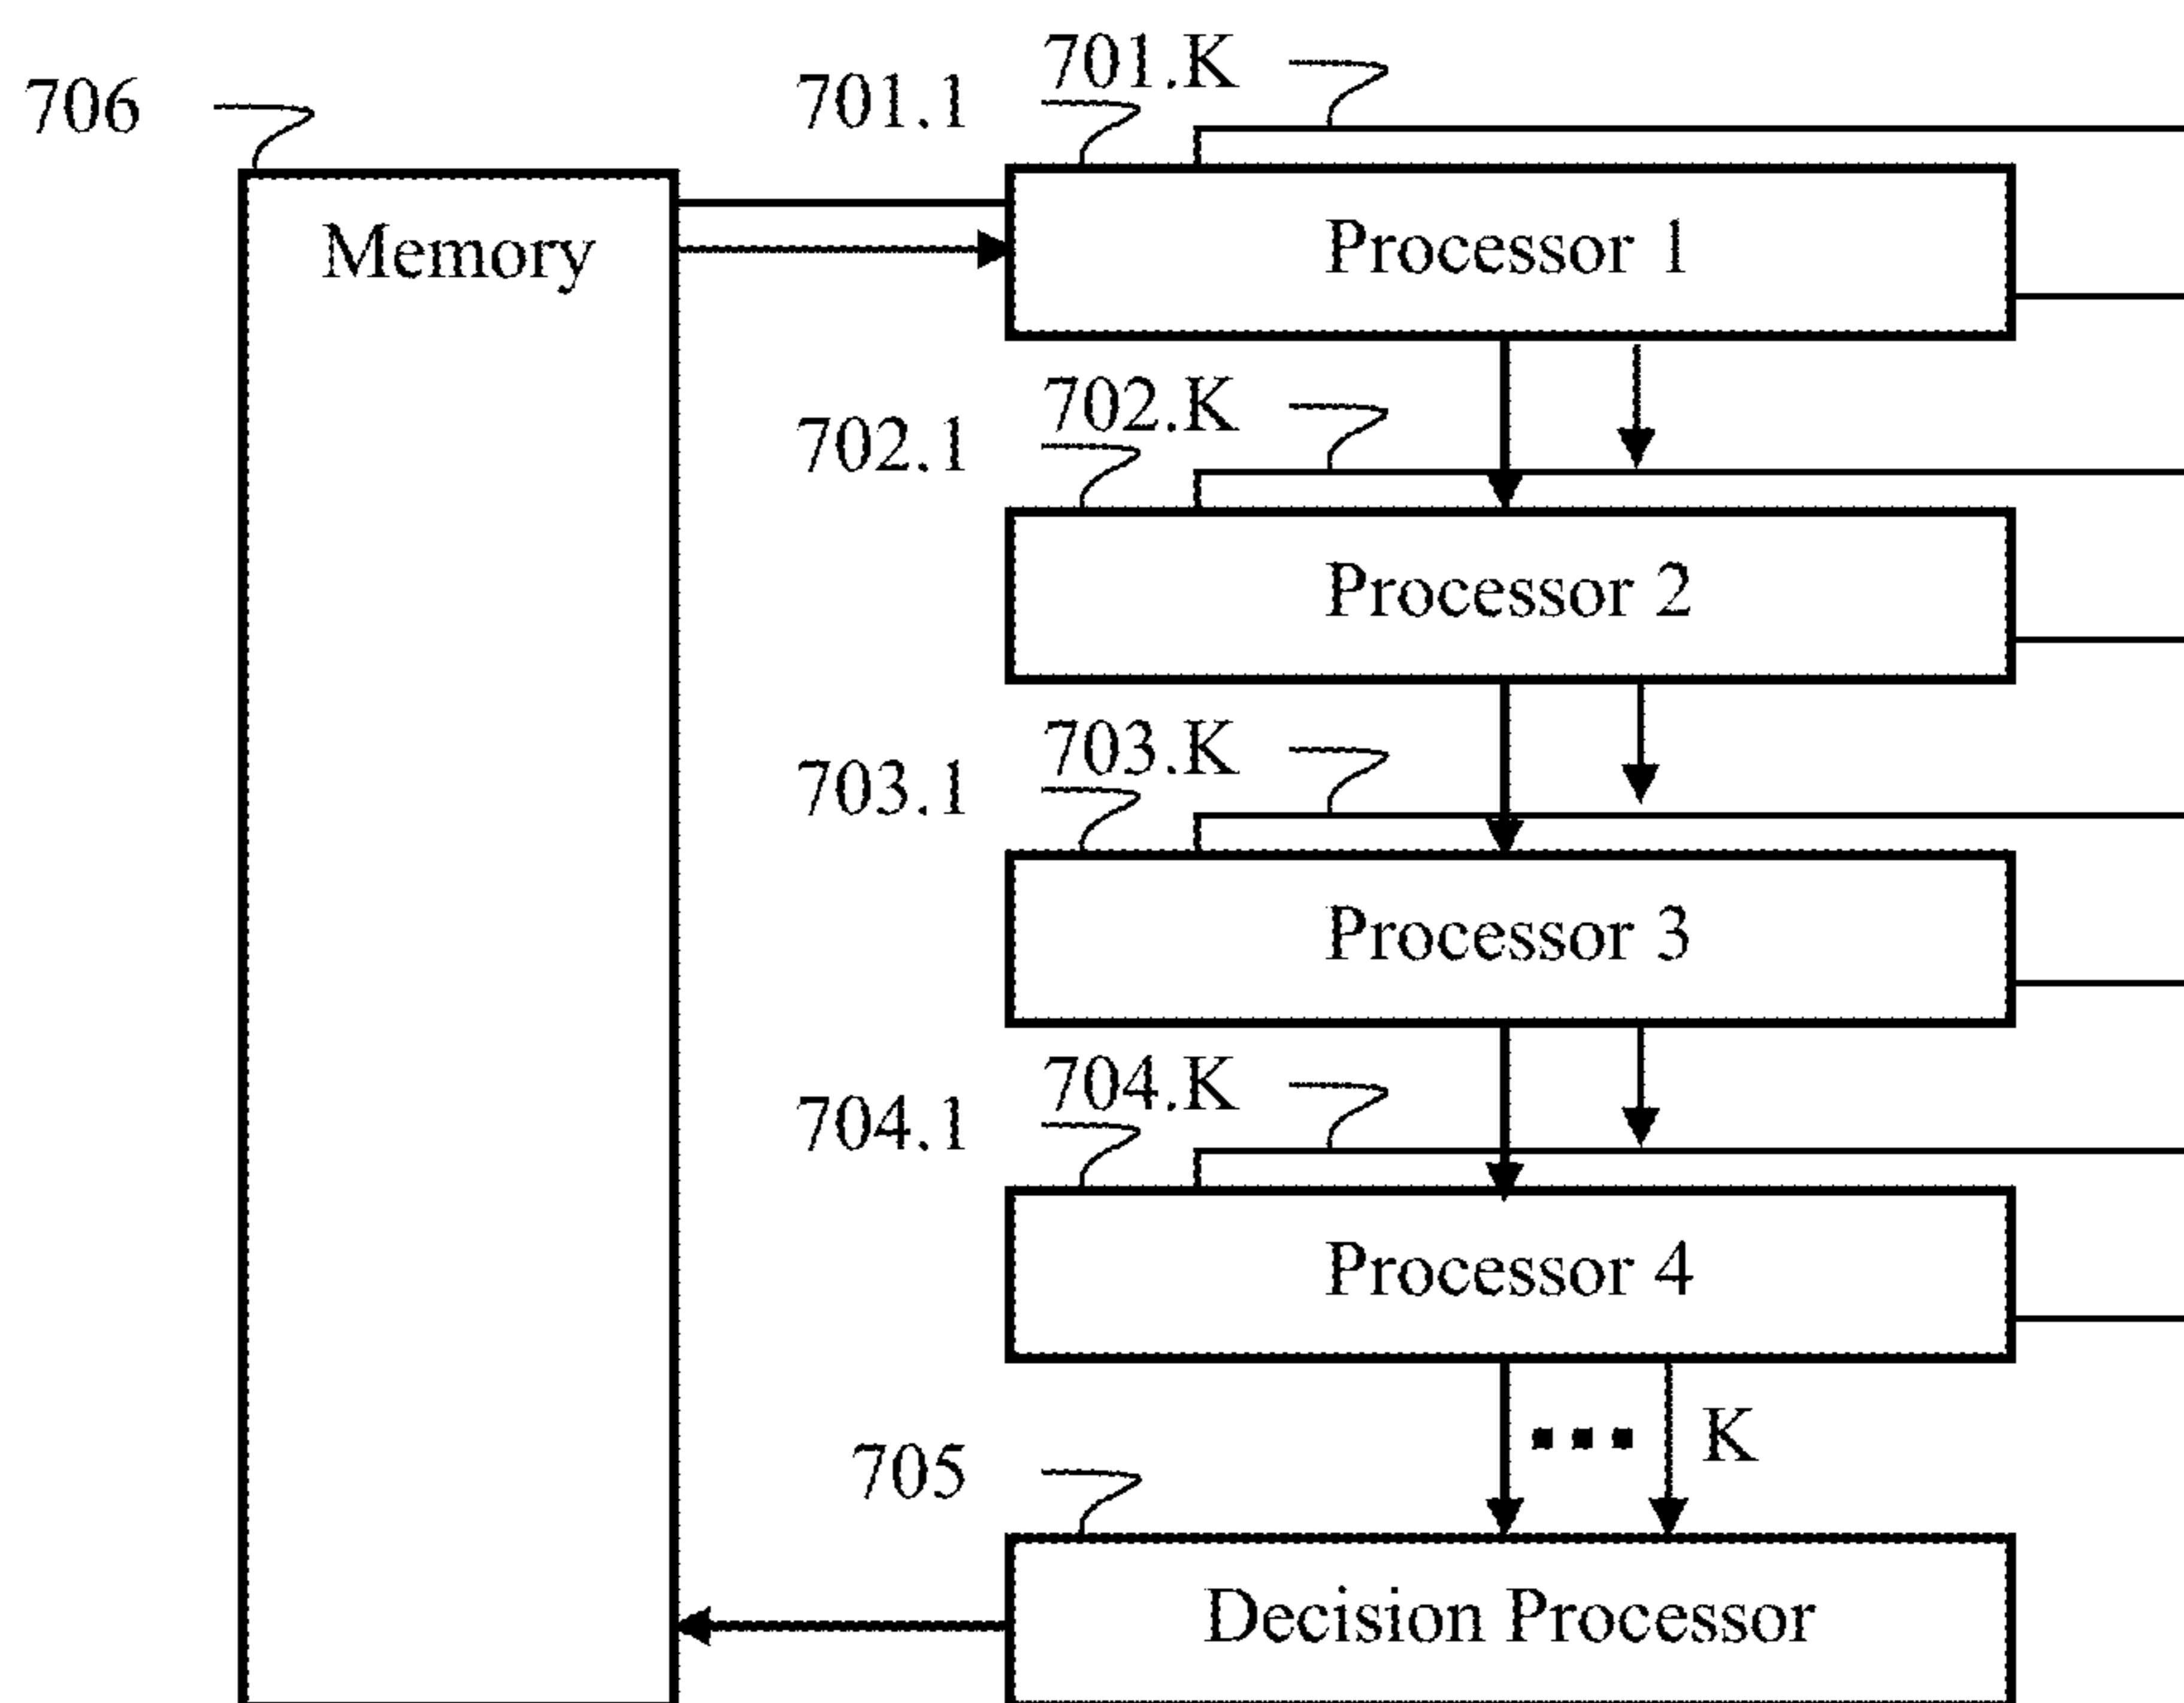 701.K
706
701.1
Memory
Processor 1
702.K
702.1
Processor 2
703.K
703.1
Processor 3
704.K
704.1
Processor 4
K
705
Decision Processor